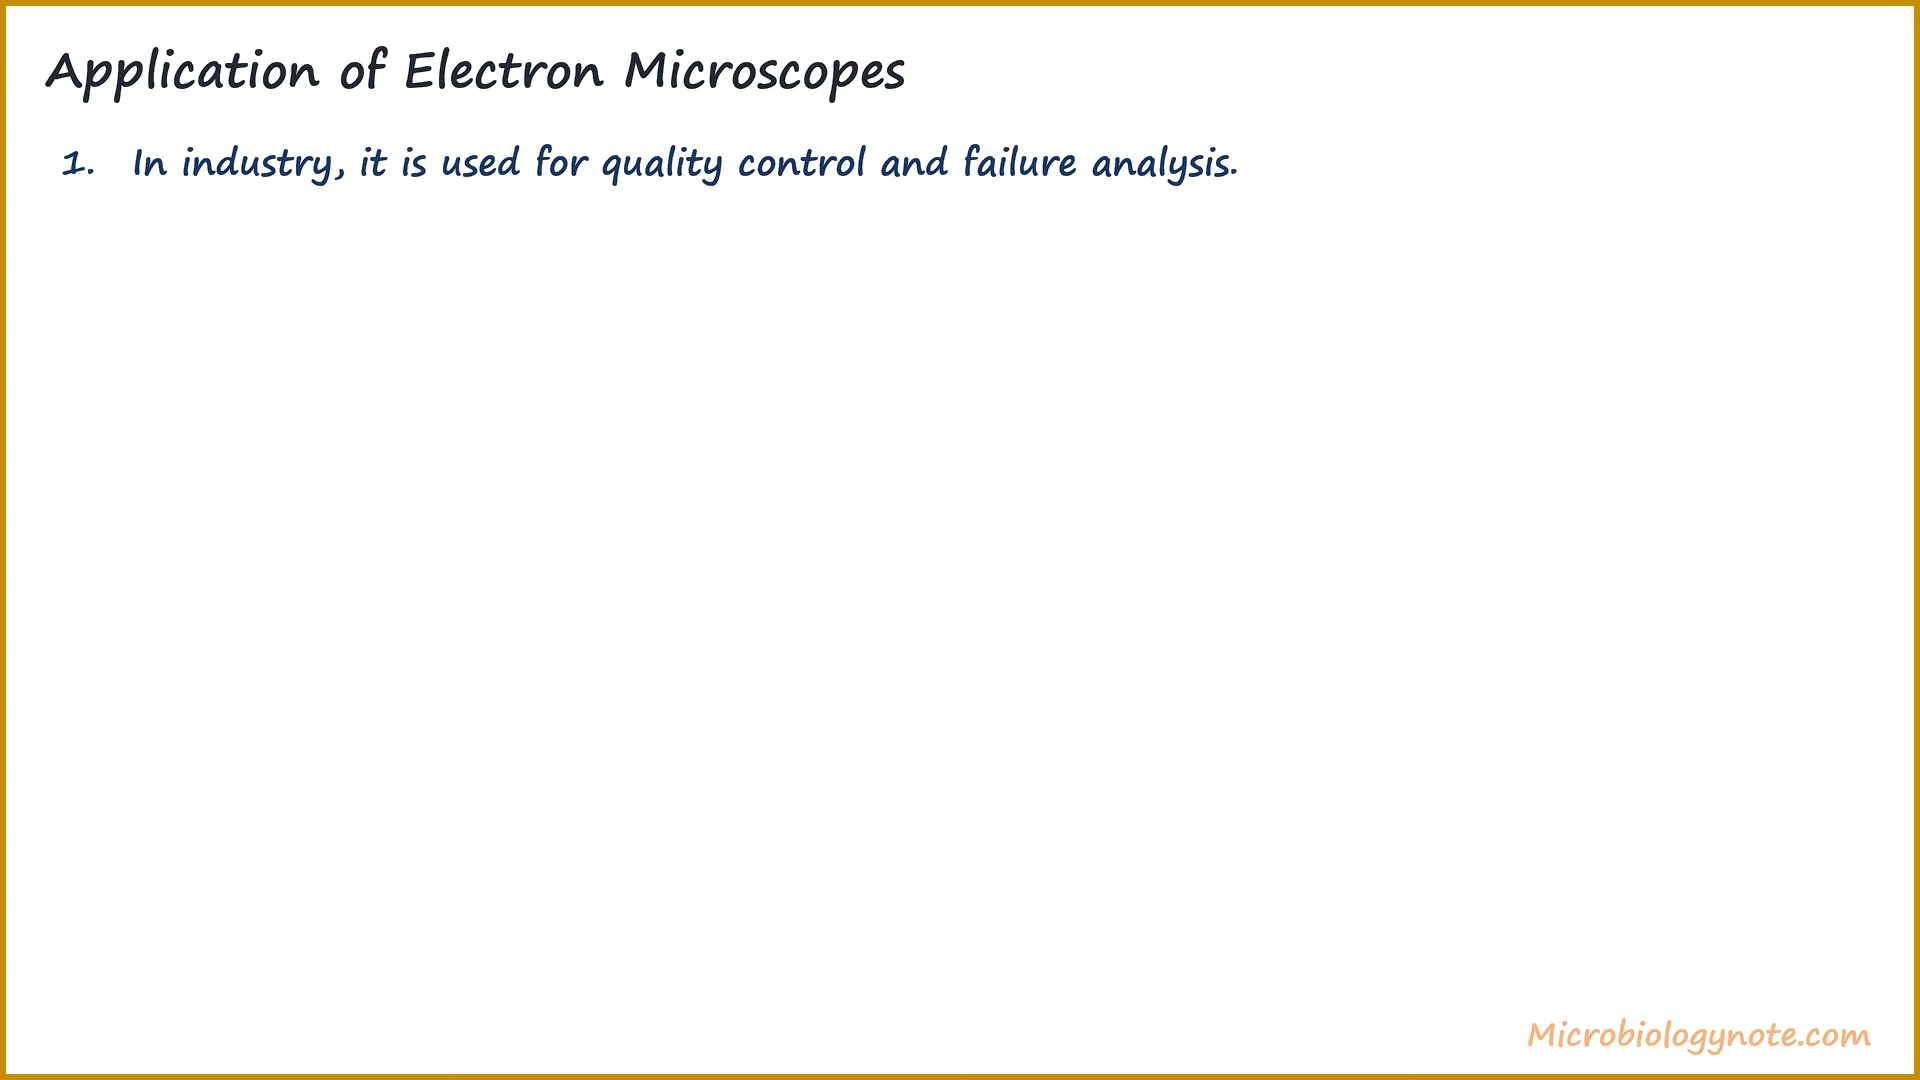 Application of Electron Microscopes
1. In industry, it is used for quality control and failure analysis.
Microbiologynote.com